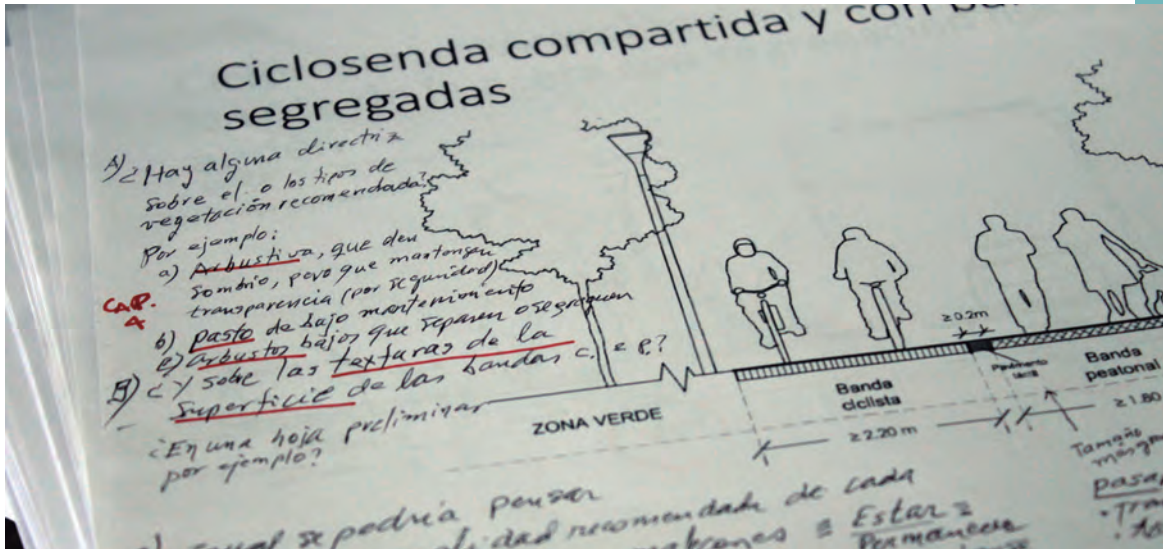 Ciclosenda compartida y con
segregadas
A) ¿Hay alguna directriz
sobre el o los tipos de
vegetación recomendada?
Por ejemplo:
a) Arbustiva, que den
sombrío, pero que mantengan
transparencia (por seguridad)
CAP.
4
b) pasto de bajo mantenimiento
c) arbustos bajos que separen o segreguen
B) ¿Y sobre las texturas de la
superficie de las bandas c. e p.?
¿En una hoja preliminar
por ejemplo?
≥0.2m
Pavimento
táctil
Banda
ciclista
Banda
peatonal
ZONA VERDE
≥2.20 m
≥1.80
Tamaño
pasa
se podría pensar
recomendada de cada
≡ Estar ≡
Permanecer